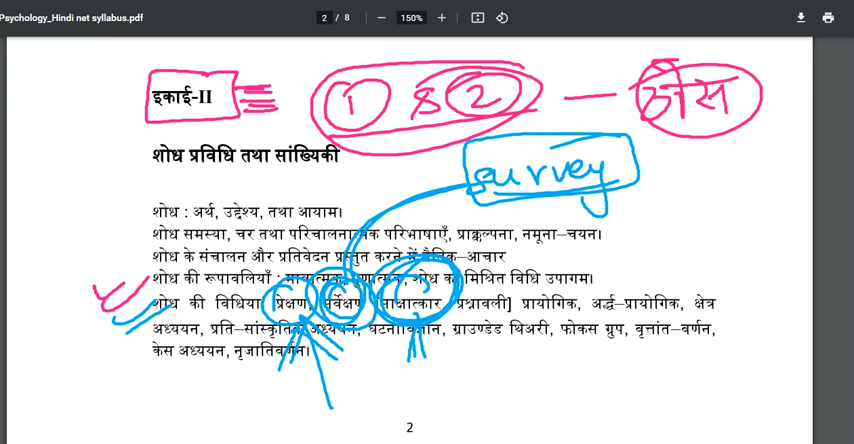 Psychology_Hindi net syllabus.pdf 2 / 8 150%
इकाई-II
1 & 2 — ठोस
शोध प्रविधि तथा सांख्यिकी
survey
शोध : अर्थ, उद्देश्य, तथा आयाम।
शोध समस्या, चर तथा परिचालनात्मक परिभाषाएँ, प्राक्कल्पना, नमूना–चयन।
शोध के संचालन और प्रतिवेदन प्रस्तुत करने में नैतिक–आचार
शोध की रूपावलियाँ : मात्रात्मक, गुणात्मक, शोध का मिश्रित विधि उपागम।
शोध की विधियां प्रेक्षण, सर्वेक्षण [साक्षात्कार प्रश्नावली] प्रायोगिक, अर्द्ध–प्रायोगिक, क्षेत्र
अध्ययन, प्रति–सांस्कृतिक अध्ययन, घटनाविज्ञान, ग्राउण्डेड थिअरी, फोकस ग्रुप, वृत्तांत–वर्णन,
केस अध्ययन, नृजातिवर्णन।
2